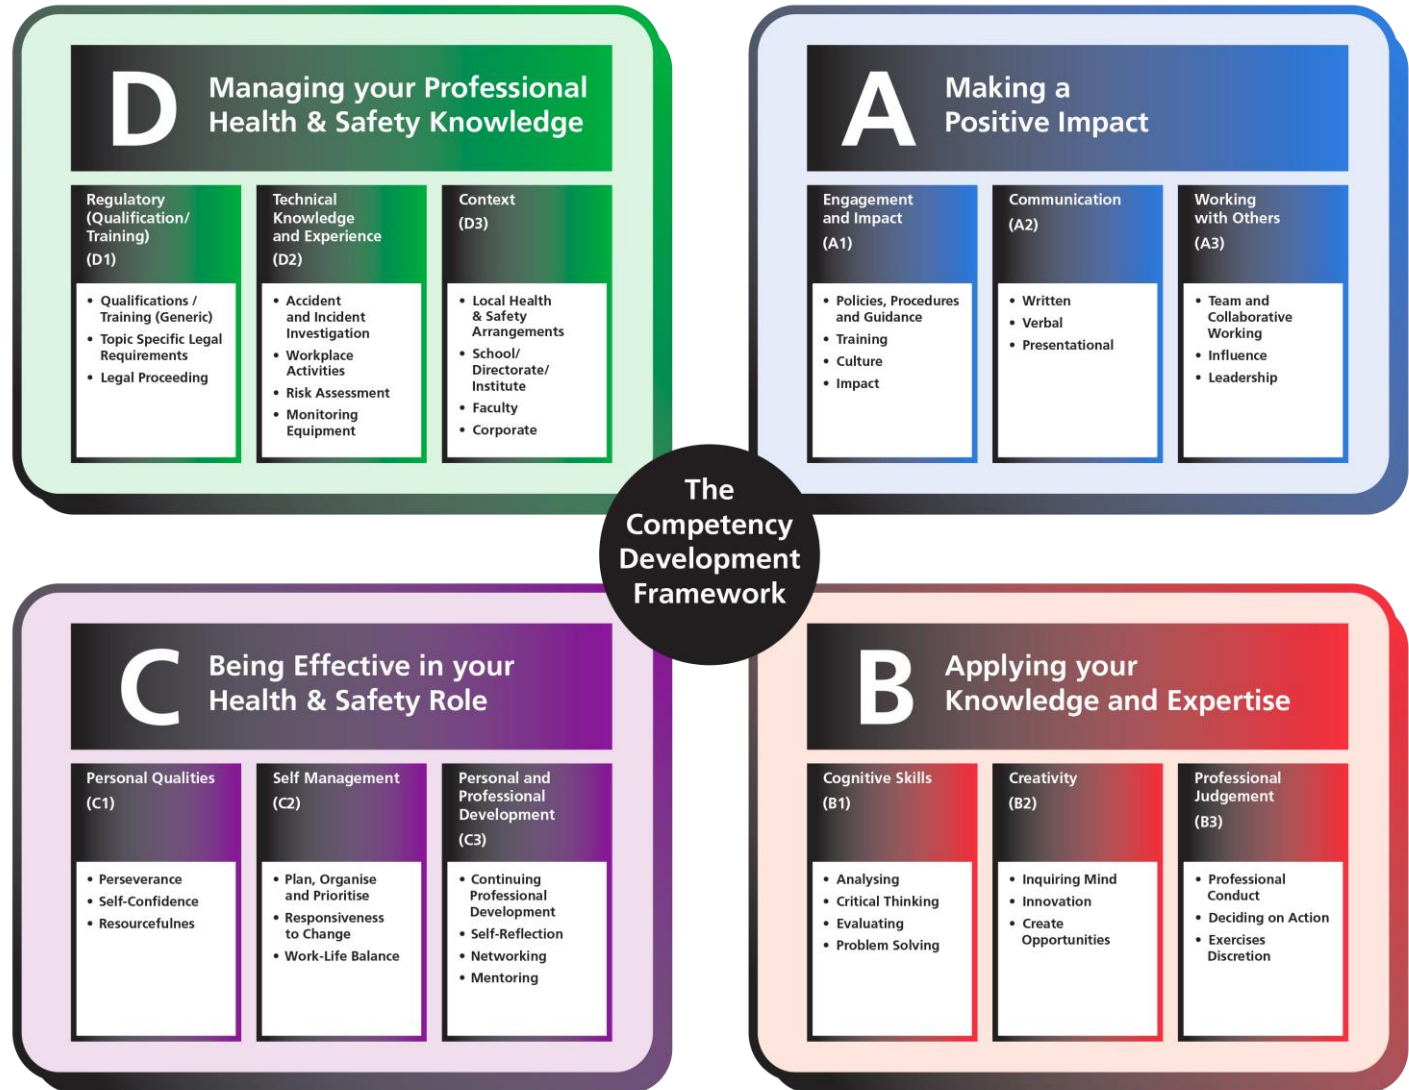 D
Managing your Professional
Health & Safety Knowledge
Regulatory
(Qualification/
Training)
(D1)
• Qualifications /
Training (Generic)
• Topic Specific Legal
Requirements
• Legal Proceeding
Technical
Knowledge
and Experience
(D2)
• Accident
and Incident
Investigation
• Workplace
Activities
• Risk Assessment
• Monitoring
Equipment
Context
(D3)
• Local Health
& Safety
Arrangements
• School/
Directorate/
Institute
• Faculty
• Corporate
A
Making a
Positive Impact
Engagement
and Impact
(A1)
• Policies, Procedures
and Guidance
• Training
• Culture
• Impact
Communication
(A2)
• Written
• Verbal
• Presentational
Working
with Others
(A3)
• Team and
Collaborative
Working
• Influence
• Leadership
The
Competency
Development
Framework
C
Being Effective in your
Health & Safety Role
Personal Qualities
(C1)
• Perseverance
• Self-Confidence
• Resourcefulnes
Self Management
(C2)
• Plan, Organise
and Prioritise
• Responsiveness
to Change
• Work-Life Balance
Personal and
Professional
Development
(C3)
• Continuing
Professional
Development
• Self-Reflection
• Networking
• Mentoring
B
Applying your
Knowledge and Expertise
Cognitive Skills
(B1)
• Analysing
• Critical Thinking
• Evaluating
• Problem Solving
Creativity
(B2)
• Inquiring Mind
• Innovation
• Create
Opportunities
Professional
Judgement
(B3)
• Professional
Conduct
• Deciding on Action
• Exercises
Discretion